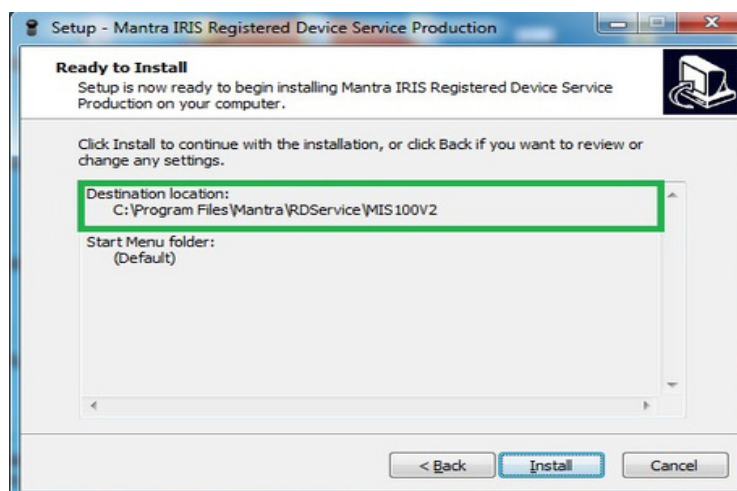 Setup - Mantra IRIS Registered Device Service Production
Ready to Install
Setup is now ready to begin installing Mantra IRIS Registered Device Service
Production on your computer.
Click Install to continue with the installation, or click Back if you want to review or
change any settings.
Destination location:
C:\Program Files\Mantra\RDService\MIS100V2
Start Menu folder:
(Default)
< Back
Install
Cancel